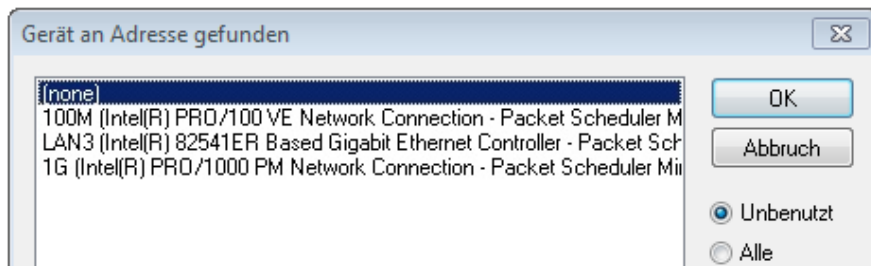 Gerät an Adresse gefunden
(none)
100M (Intel(R) PRO/100 VE Network Connection - Packet Scheduler M
LAN3 (Intel(R) 82541ER Based Gigabit Ethernet Controller - Packet Sch
1G (Intel(R) PRO/1000 PM Network Connection - Packet Scheduler Mi
OK
Abbruch
Unbenutzt
Alle